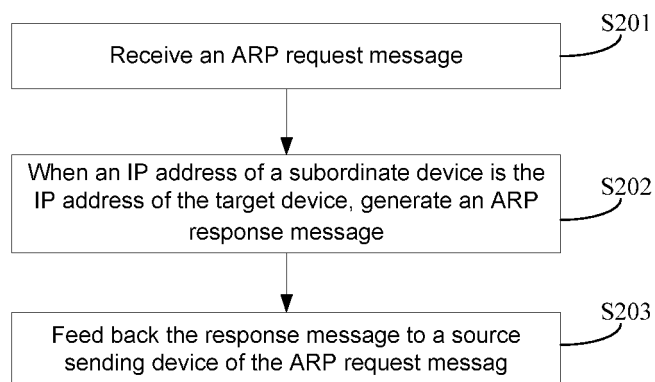 S201
Receive an ARP request message
When an IP address of a subordinate device is the
IP address of the target device, generate an ARP
response message
S202
Feed back the response message to a source
sending device of the ARP request messag
S203